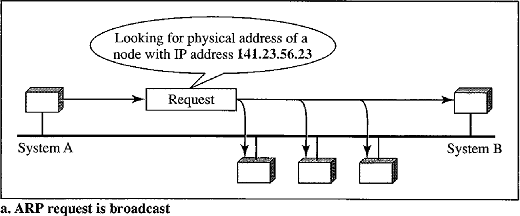 Looking for physical address of a
node with IP address 141.23.56.23
Request
System A
System B
a. ARP request is broadcast